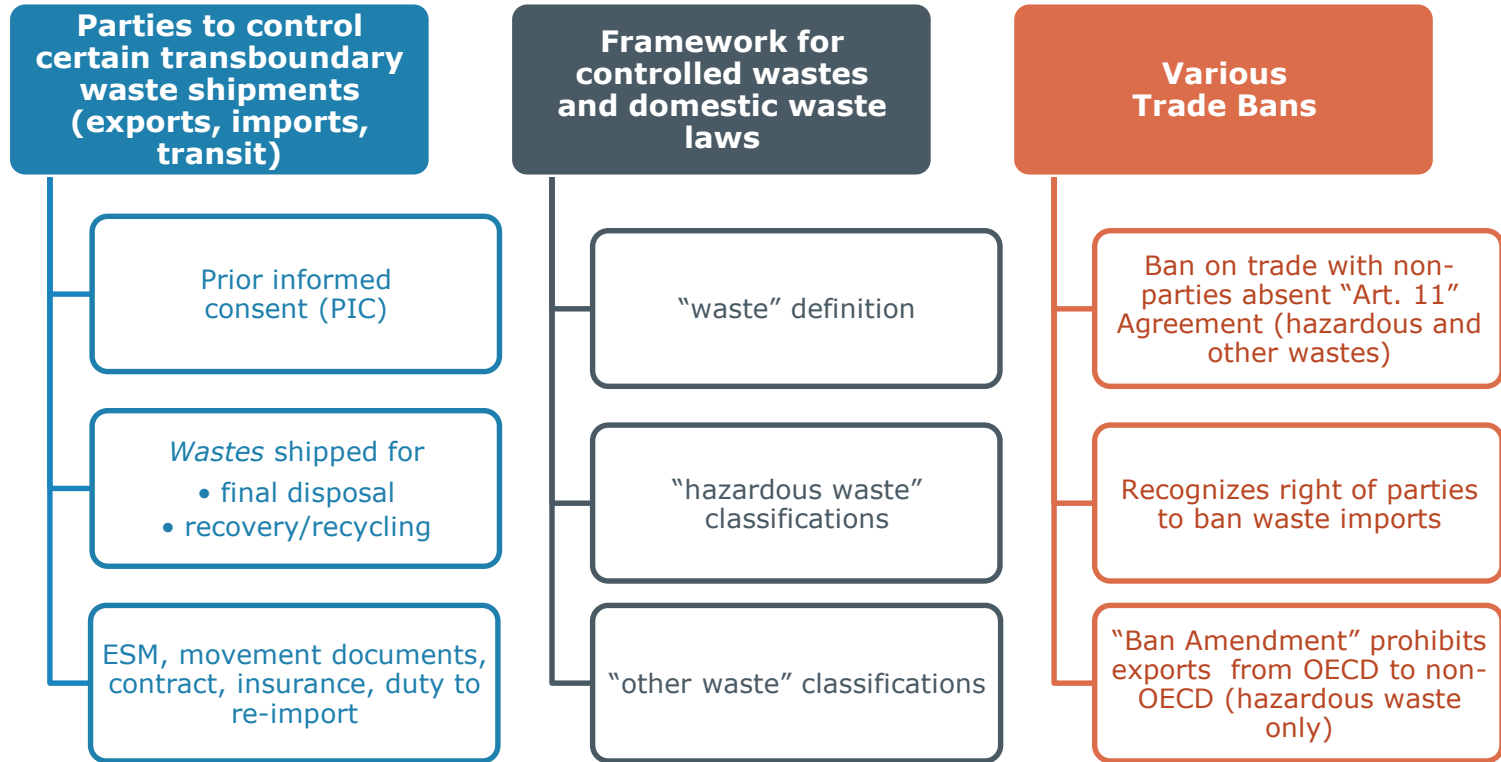 Parties to control
certain transboundary
waste shipments
(exports, imports,
transit)
Prior informed
consent (PIC)
Wastes shipped for
• final disposal
• recovery/recycling
ESM, movement documents,
contract, insurance, duty to
re-import
Framework for
controlled wastes
and domestic waste
laws
“waste” definition
“hazardous waste”
classifications
“other waste” classifications
Various
Trade Bans
Ban on trade with non-
parties absent “Art. 11”
Agreement (hazardous and
other wastes)
Recognizes right of parties
to ban waste imports
“Ban Amendment” prohibits
exports from OECD to non-
OECD (hazardous waste
only)